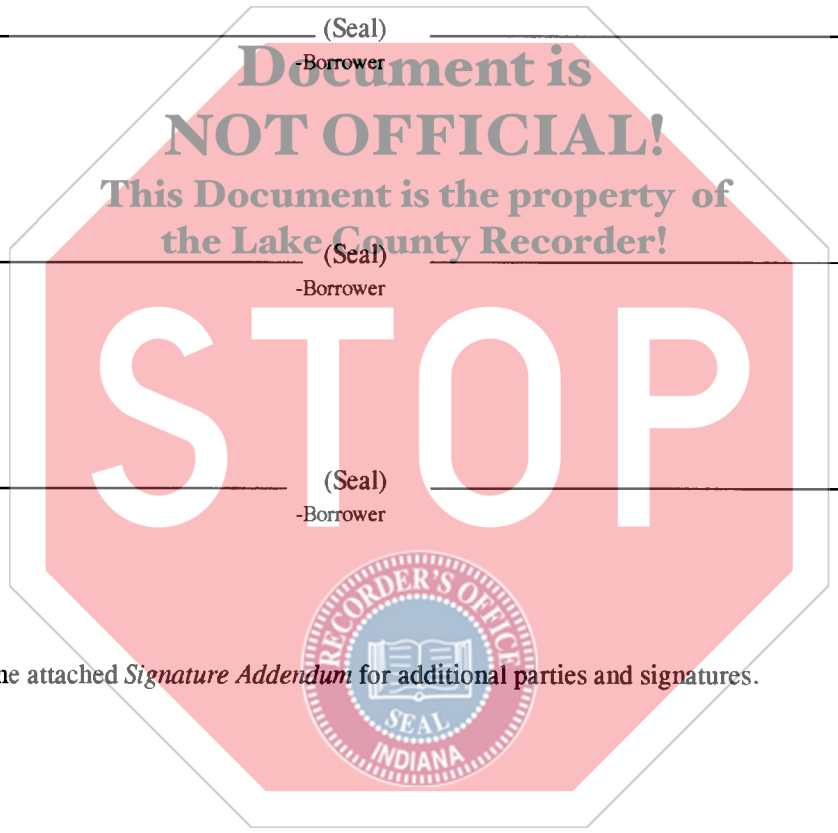 (Seal)
-Borrower
Document is
NOT OFFICIAL!
This Document is the property of
the Lake County Recorder!
(Seal)
-Borrower
STOP
(Seal)
-Borrower
RECORDER'S OFFICE
attached Signature Addendum for additional parties and signatures.
SEAL
INDIANA